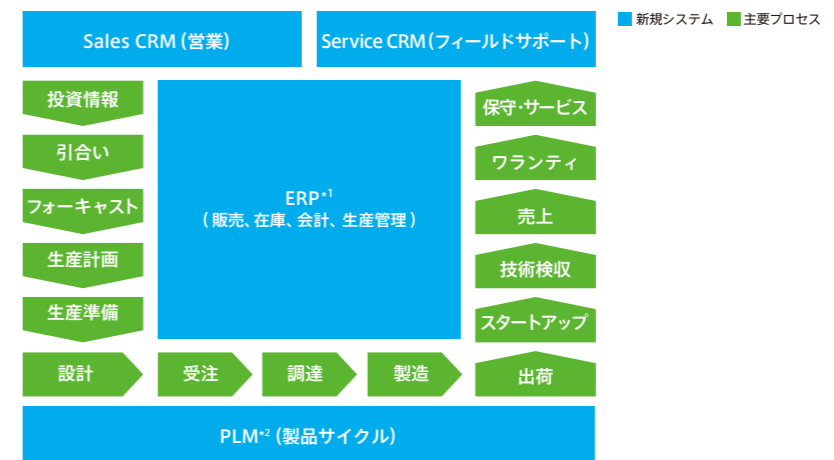 Sales CRM (営業)
Service CRM (フィールドサポート)
新規システム
主要プロセス
投資情報
引合い
フォーキャスト
生産計画
生産準備
ERP*1
(販売、在庫、会計、生産管理)
保守・サービス
ワランティ
売上
技術検収
スタートアップ
設計
受注
調達
製造
出荷
PLM*2 (製品サイクル)